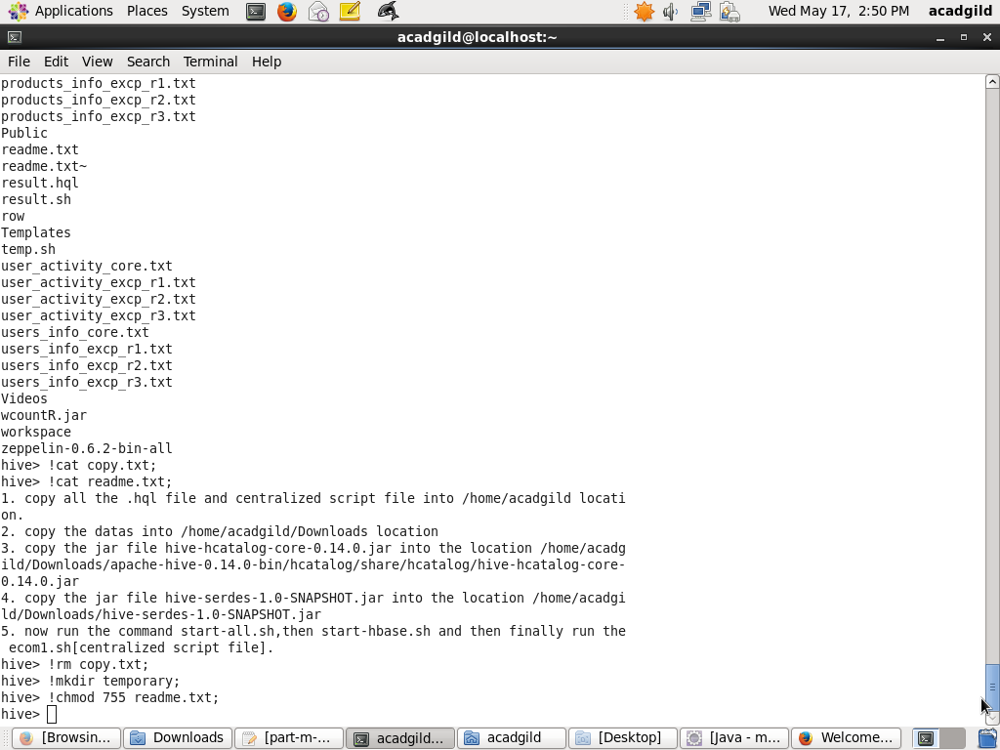 Applications Places System Wed May 17, 2:50 PM acadgild
acadgild@localhost:~
File Edit View Search Terminal Help
products_info_excp_r1.txt
products_info_excp_r2.txt
products_info_excp_r3.txt
Public
readme.txt
readme.txt~
result.hql
result.sh
row
Templates
temp.sh
user_activity_core.txt
user_activity_excp_r1.txt
user_activity_excp_r2.txt
user_activity_excp_r3.txt
users_info_core.txt
users_info_excp_r1.txt
users_info_excp_r2.txt
users_info_excp_r3.txt
Videos
wcountR.jar
workspace
zeppelin-0.6.2-bin-all
hive> !cat copy.txt;
hive> !cat readme.txt;
1. copy all the .hql file and centralized script file into /home/acadgild locati
on.
2. copy the datas into /home/acadgild/Downloads location
3. copy the jar file hive-hcatalog-core-0.14.0.jar into the location /home/acadg
ild/Downloads/apache-hive-0.14.0-bin/hcatalog/share/hcatalog/hive-hcatalog-core-
0.14.0.jar
4. copy the jar file hive-serdes-1.0-SNAPSHOT.jar into the location /home/acadgi
ld/Downloads/hive-serdes-1.0-SNAPSHOT.jar
5. now run the command start-all.sh,then start-hbase.sh and then finally run the
 ecom1.sh[centralized script file].
hive> !rm copy.txt;
hive> !mkdir temporary;
hive> !chmod 755 readme.txt;
hive>
[Browsin... Downloads [part-m-... acadgild... acadgild [Desktop] [Java - m... Welcome...